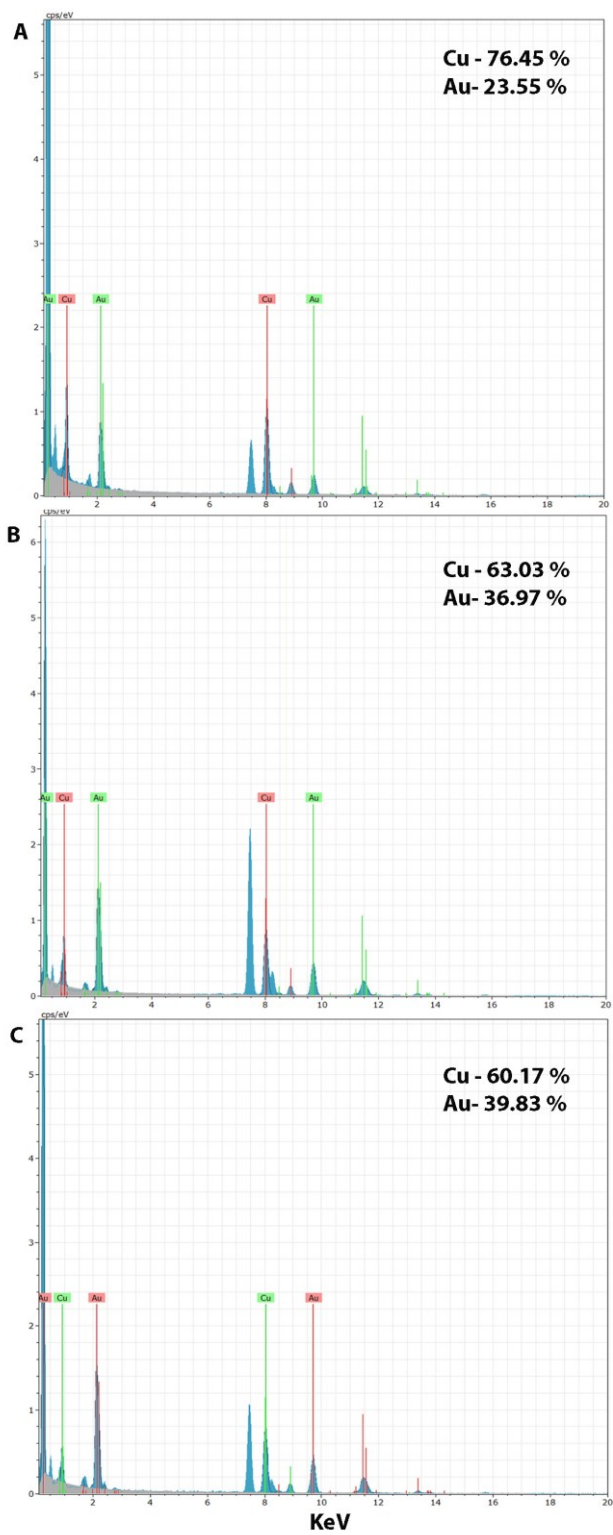 cps/eV
A
Cu - 76.45 %
Au- 23.55 %
5
4
3
Au Cu Au Cu Au
2
1
0
2 4 6 8 10 12 14 16 18 20
cps/eV
B
6
Cu - 63.03 %
Au- 36.97 %
5
4
3
Au Cu Au Cu Au
2
1
0
2 4 6 8 10 12 14 16 18 20
cps/eV
C
Cu - 60.17 %
Au- 39.83 %
5
4
3
Au Cu Au Cu Au
2
1
0
2 4 6 8 10 12 14 16 18 20
KeV